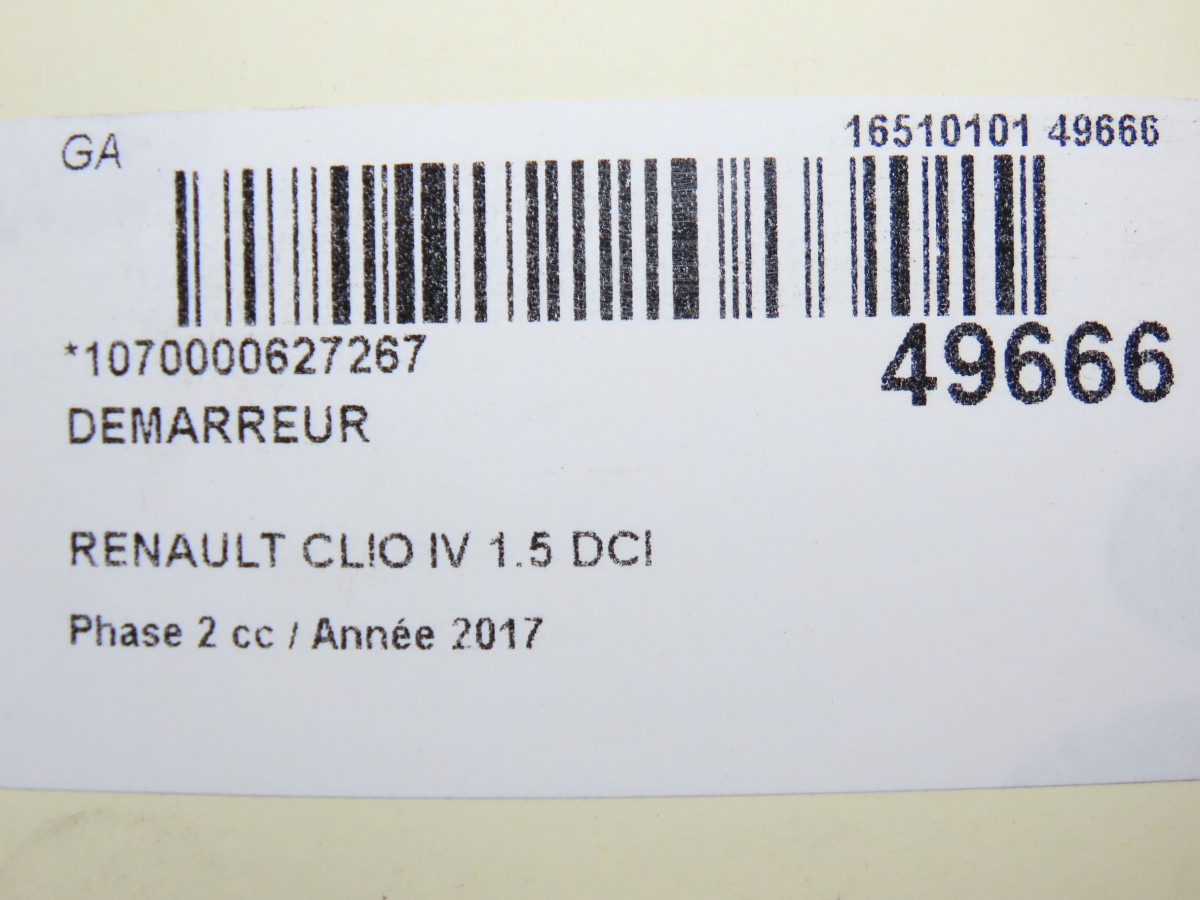 GA
16510101 49666
*1070000627267
49666
DEMARREUR
RENAULT CLIO IV 1.5 DCI
Phase 2 cc / Année 2017